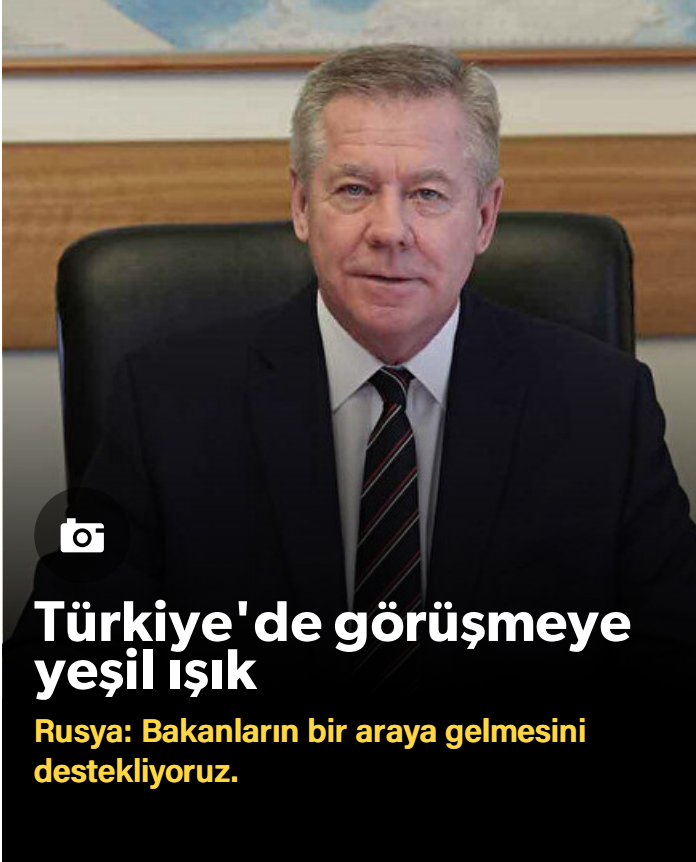 Türkiye'de görüşmeye
yeşil ışık
Rusya: Bakanların bir araya gelmesini
destekliyoruz.